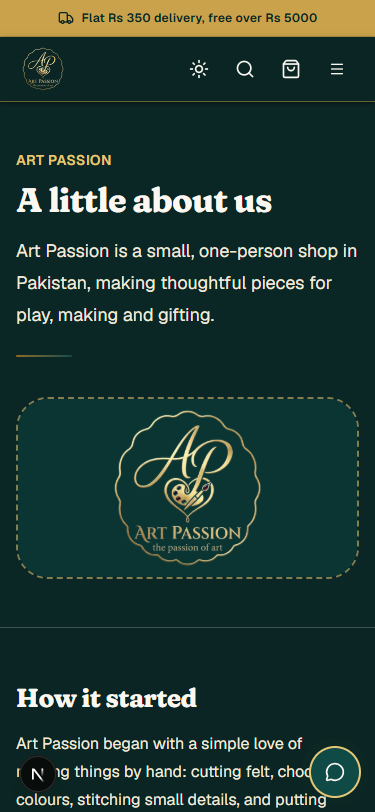 Flat Rs 350 delivery, free over Rs 5000
AP
ART PASSION
ART PASSION
A little about us
Art Passion is a small, one-person shop in
Pakistan, making thoughtful pieces for
play, making and gifting.
AP
ART PASSION
the passion of art
How it started
Art Passion began with a simple love of
things by hand: cutting felt,
colours, stitching small details, and putting
N